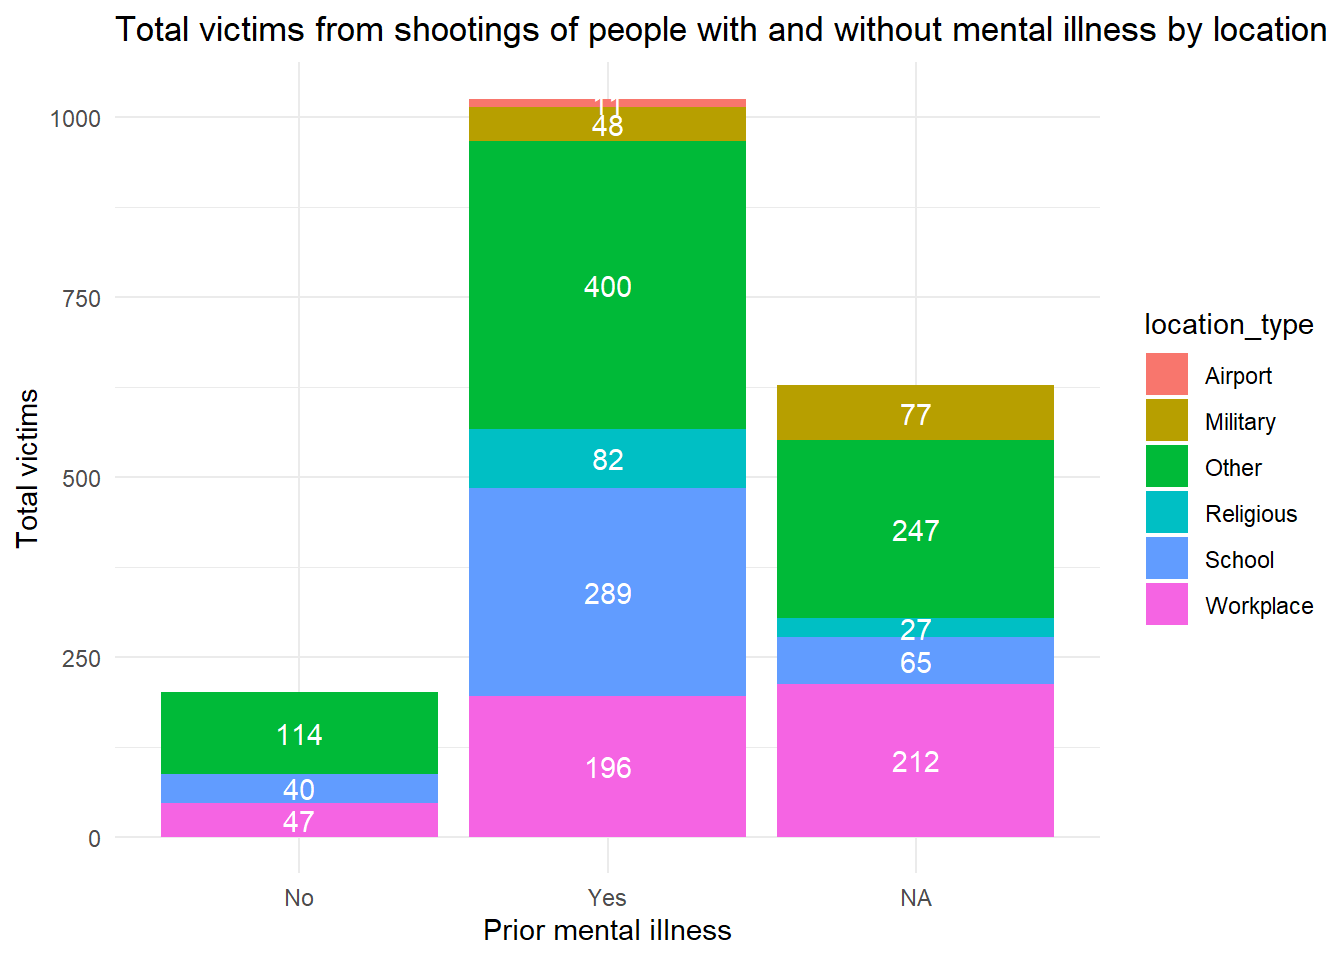 Total victims from shootings of people with and without mental illness by location
Total victims
1000
750
500
250
0
114
40
47
11
48
400
82
289
196
77
247
27
65
212
No
Yes
NA
Prior mental illness
location_type
Airport
Military
Other
Religious
School
Workplace